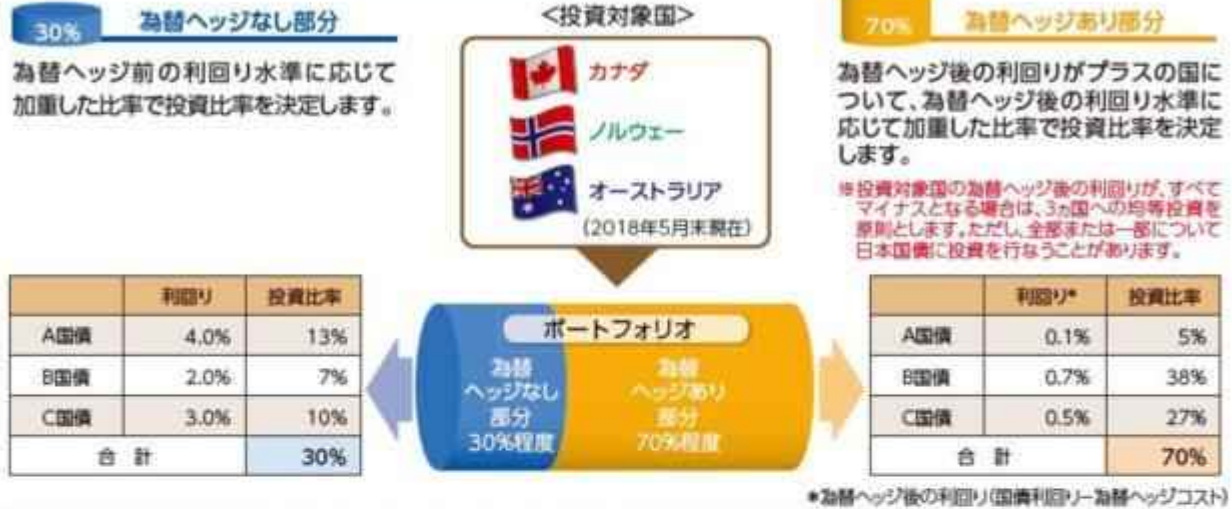 30%
為替ヘッジなし部分
為替ヘッジ前の利回り水準に応じて
加重した比率で投資比率を決定します。
<投資対象国>
カナダ
ノルウェー
オーストラリア
(2018年5月末現在)
70%
為替ヘッジあり部分
為替ヘッジ後の利回りがプラスの国に
ついて、為替ヘッジ後の利回り水準に
応じて加重した比率で投資比率を決定
します。
※投資対象国の為替ヘッジ後の利回りが、すべて
マイナスとなる場合は、3ヵ国への均等投資を
原則とします。ただし、全部または一部について
日本国債に投資を行なうことがあります。
利回り 投資比率
A国債 4.0% 13%
B国債 2.0% 7%
C国債 3.0% 10%
合計 30%
ポートフォリオ
為替
ヘッジなし
部分
30%程度
為替
ヘッジあり
部分
70%程度
利回り* 投資比率
A国債 0.1% 5%
B国債 0.7% 38%
C国債 0.5% 27%
合計 70%
*為替ヘッジ後の利回り(国債利回り−為替ヘッジコスト)